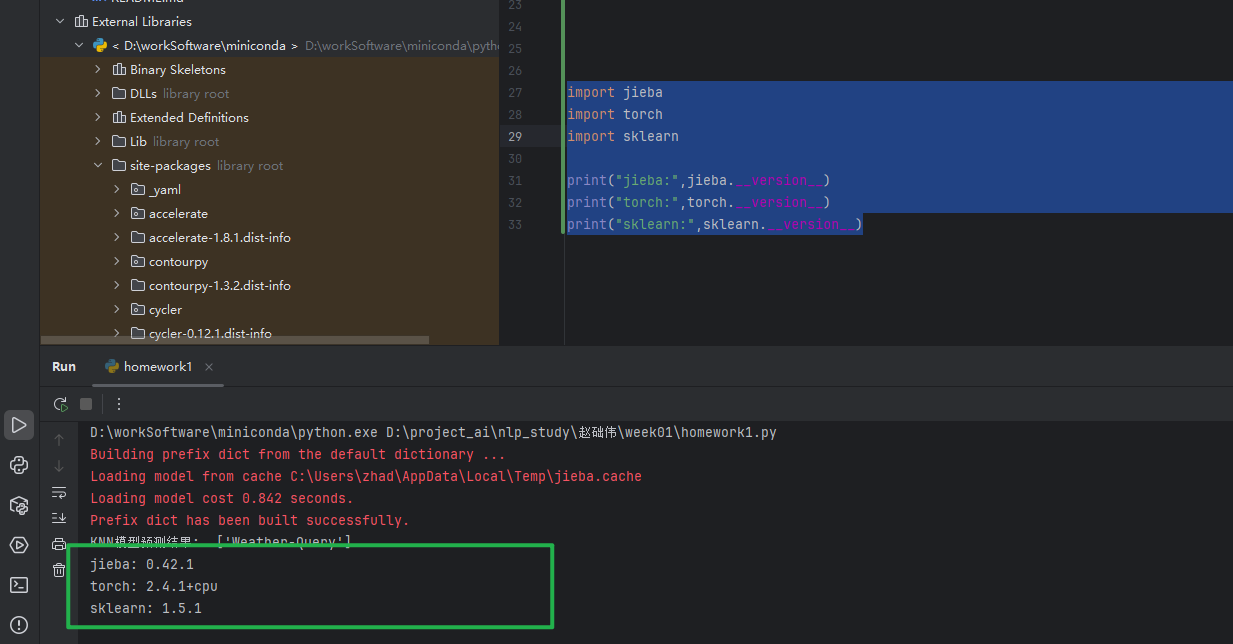 External Libraries
< D:\workSoftware\miniconda > D:\workSoftware\miniconda\pyth
Binary Skeletons
DLLs library root
Extended Definitions
Lib library root
site-packages library root
_yaml
accelerate
accelerate-1.8.1.dist-info
contourpy
contourpy-1.3.2.dist-info
cycler
cycler-0.12.1.dist-info
23
24
25
26
27 import jieba
28 import torch
29 import sklearn
30
31 print("jieba:",jieba.__version__)
32 print("torch:",torch.__version__)
33 print("sklearn:",sklearn.__version__)
Run homework1
D:\workSoftware\miniconda\python.exe D:\project_ai\nlp_study\赵础伟\week01\homework1.py
Building prefix dict from the default dictionary ...
Loading model from cache C:\Users\zhad\AppData\Local\Temp\jieba.cache
Loading model cost 0.842 seconds.
Prefix dict has been built successfully.
KNN模型预测结果: ['Weather-Query']
jieba: 0.42.1
torch: 2.4.1+cpu
sklearn: 1.5.1